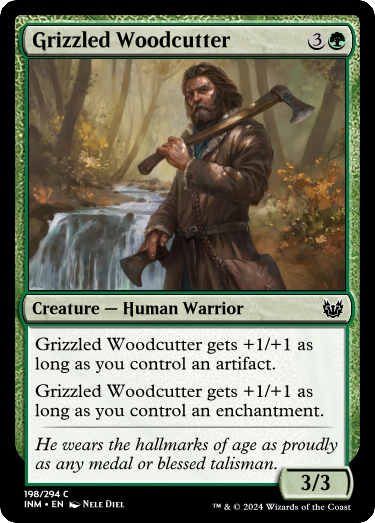 Grizzled Woodcutter 3
Creature — Human Warrior
Grizzled Woodcutter gets +1/+1 as
long as you control an artifact.
Grizzled Woodcutter gets +1/+1 as
long as you control an enchantment.
He wears the hallmarks of age as proudly
as any medal or blessed talisman.
3/3
198/294 C
INM • EN Nele Diel
™ & © 2024 Wizards of the Coast